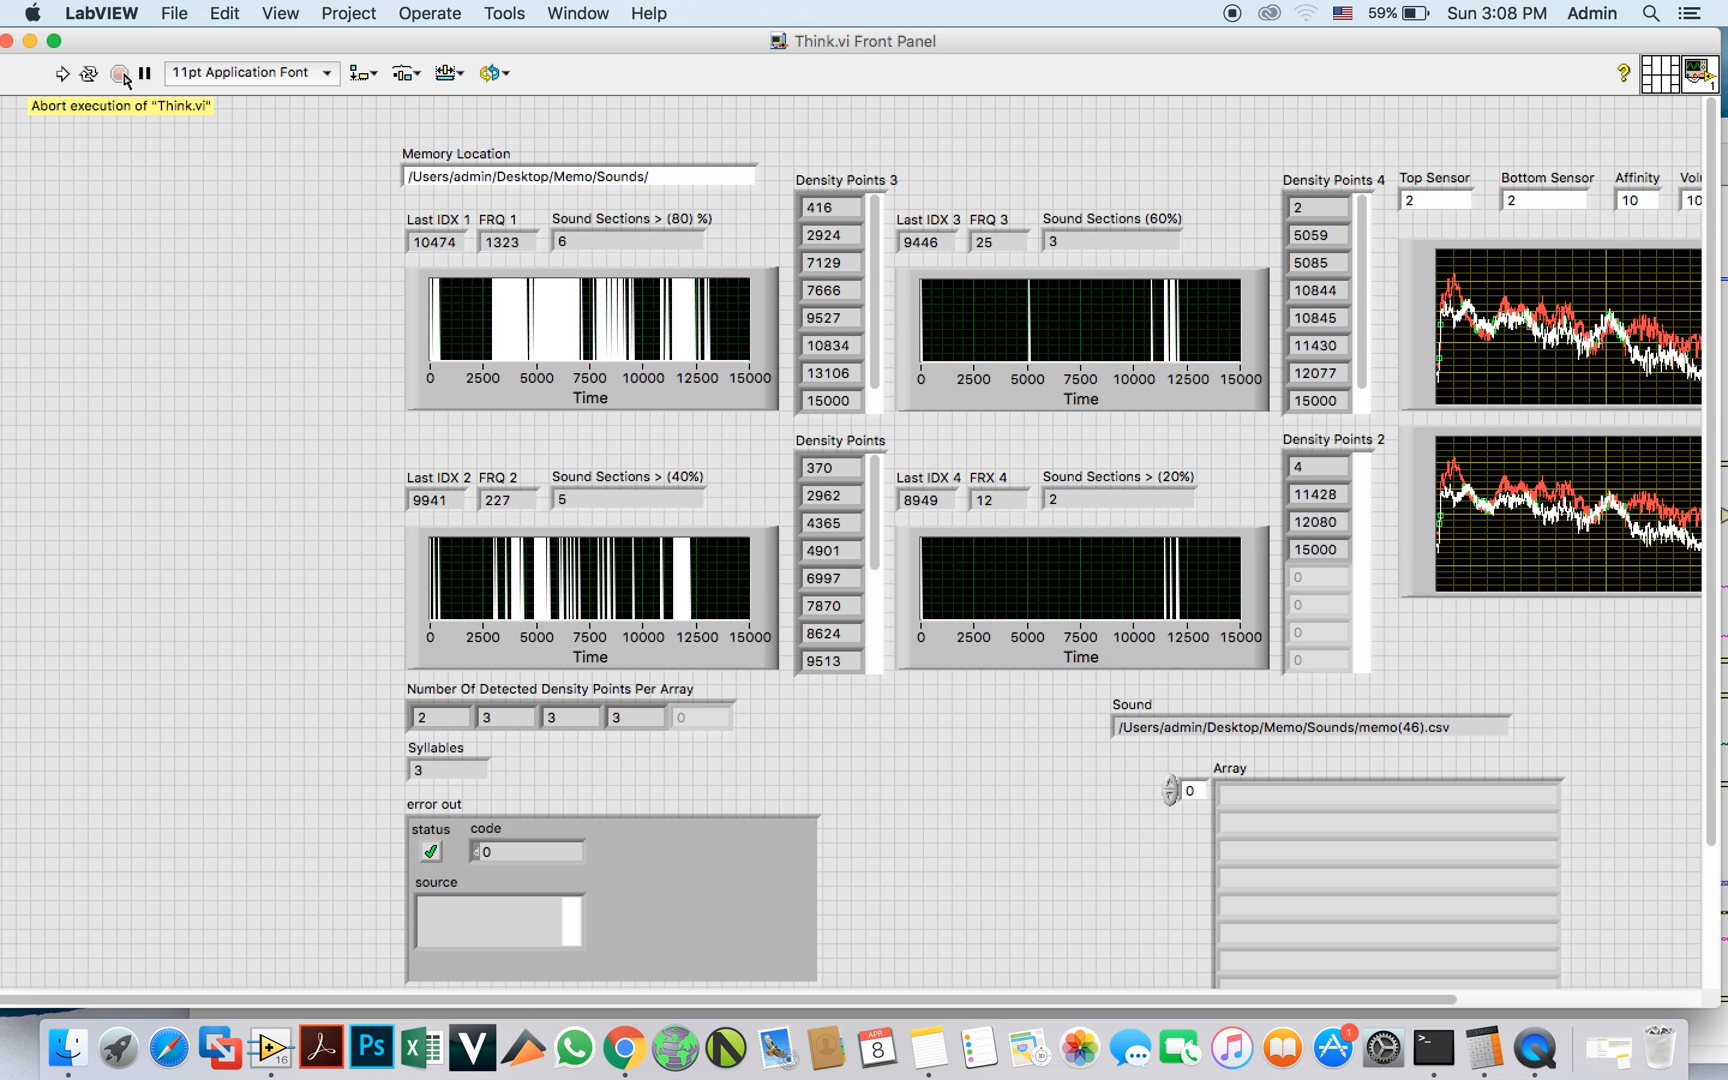 LabVIEW File Edit View Project Operate Tools Window Help
59% Sun 3:08 PM Admin
Think.vi Front Panel
11pt Application Font
?
1
Abort execution of "Think.vi"
Memory Location
/Users/admin/Desktop/Memo/Sounds/
Last IDX 1 FRQ 1 Sound Sections > (80) %)
10474 1323 6
0 2500 5000 7500 10000 12500 15000
Time
Density Points 3
416
2924
7129
7666
9527
10834
13106
15000
Last IDX 3 FRQ 3 Sound Sections (60%)
9446 25 3
0 2500 5000 7500 10000 12500 15000
Time
Density Points 4
2
5059
5085
10844
10845
11430
12077
15000
Top Sensor Bottom Sensor Affinity Volu
2 2 10 10
Last IDX 2 FRQ 2 Sound Sections > (40%)
9941 227 5
0 2500 5000 7500 10000 12500 15000
Time
Density Points
370
2962
4365
4901
6997
7870
8624
9513
Last IDX 4 FRX 4 Sound Sections > (20%)
8949 12 2
0 2500 5000 7500 10000 12500 15000
Time
Density Points 2
4
11428
12080
15000
0
0
0
0
Number Of Detected Density Points Per Array
2 3 3 3 0
Syllables
3
error out
status code
0
source
Sound
/Users/admin/Desktop/Memo/Sounds/memo(46).csv
Array
0
16
Ps
X
V
N
APR
8
1